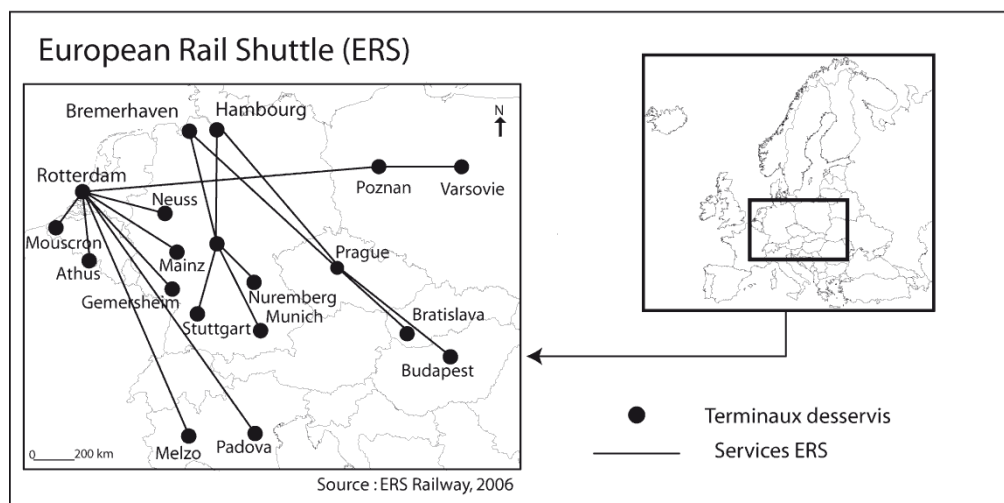 European Rail Shuttle (ERS)
Bremerhaven
Hambourg
N
Rotterdam
Neuss
Poznan
Varsovie
Mouscron
Mainz
Prague
Athus
Gemersheim
Nuremberg
Munich
Stuttgart
Bratislava
Budapest
Melzo
Padova
0 200 km
Source : ERS Railway, 2006
Terminaux desservis
Services ERS